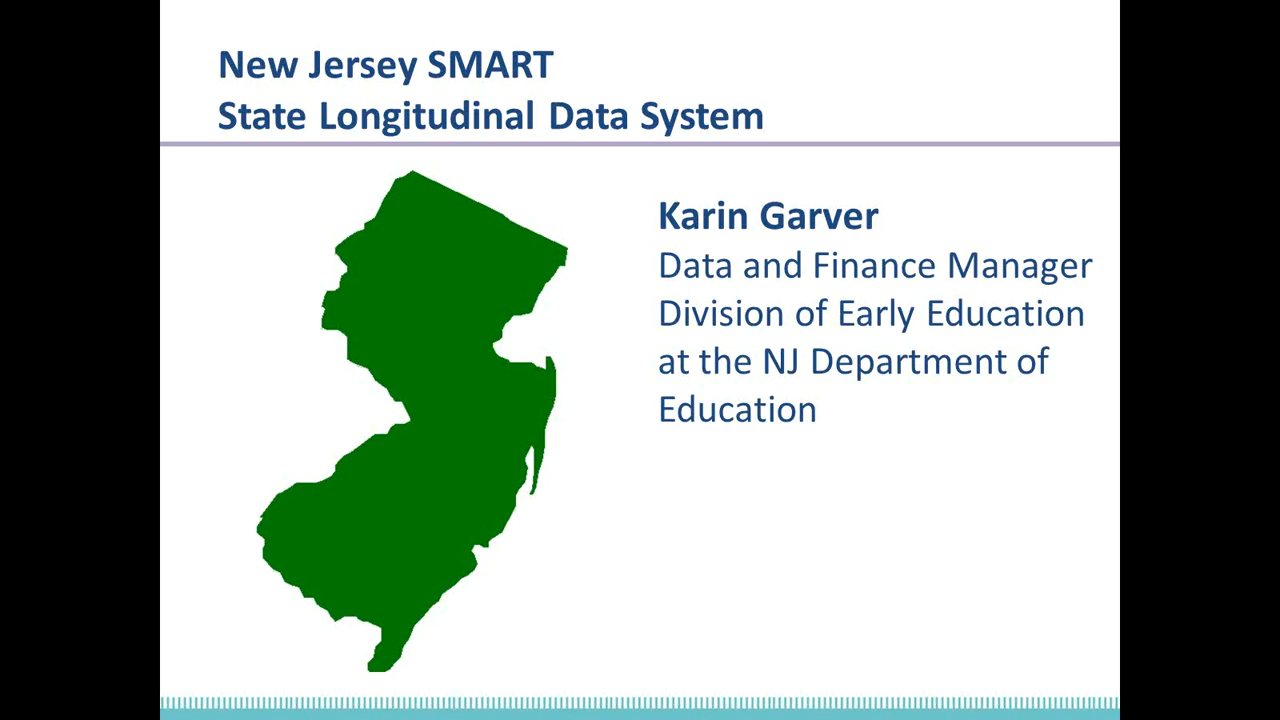 New Jersey SMART
State Longitudinal Data System
Karin Garver
Data and Finance Manager
Division of Early Education
at the NJ Department of
Education